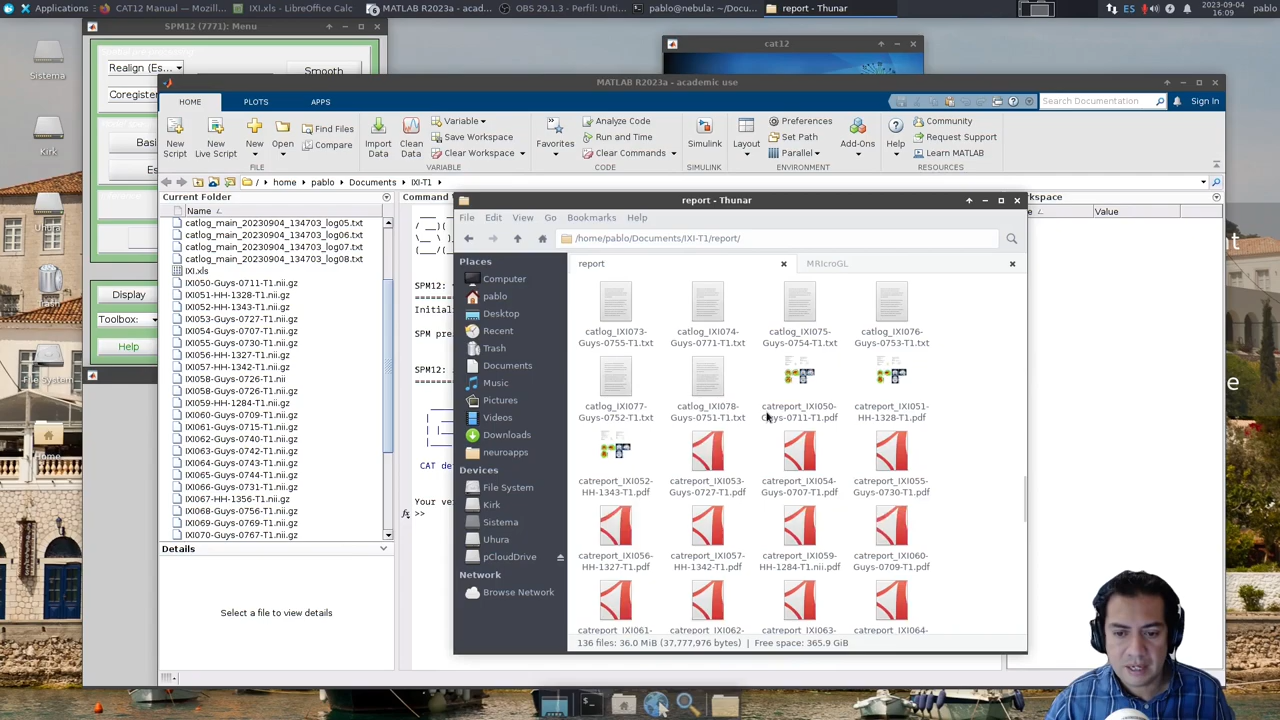 Applications
CAT12 Manual - ...
IXI.xls - LibreOffice Calc
MATLAB R2023a - acad...
OBS 29.1.3 - Perfil: Unti...
pablo@nebula: ~/Docu...
report - Thunar
ES
2023-09-04
16:09
pablo
SPM12 (7771): Menu
Realign (Es...
Smooth
Coregister
Basi
Es
Display
Toolbox:
Help
Sistema
Kirk
Uhura
Trash
File System
Home
cat12
MATLAB R2023a - academic use
HOME
PLOTS
APPS
Search Documentation
Sign In
New
Script
New
Live Script
New
Open
Find Files
Compare
Import
Data
Clean
Data
Variable
Save Workspace
Clear Workspace
Favorites
Analyze Code
Run and Time
Clear Commands
Simulink
Layout
Preferences
Set Path
Parallel
Add-Ons
Help
Community
Request Support
Learn MATLAB
FILE
VARIABLE
CODE
SIMULINK
ENVIRONMENT
RESOURCES
/ home pablo Documents IXI-T1
Current Folder
Name
catlog_main_20230904_134703_log05.txt
catlog_main_20230904_134703_log06.txt
catlog_main_20230904_134703_log07.txt
catlog_main_20230904_134703_log08.txt
IXI.xls
IXI050-Guys-0711-T1.nii.gz
IXI051-HH-1328-T1.nii.gz
IXI052-HH-1343-T1.nii.gz
IXI053-Guys-0727-T1.nii.gz
IXI054-Guys-0707-T1.nii.gz
IXI055-Guys-0730-T1.nii.gz
IXI056-HH-1327-T1.nii.gz
IXI057-HH-1342-T1.nii.gz
IXI058-Guys-0726-T1.nii
IXI058-Guys-0726-T1.nii.gz
IXI059-HH-1284-T1.nii.gz
IXI060-Guys-0709-T1.nii.gz
IXI061-Guys-0715-T1.nii.gz
IXI062-Guys-0740-T1.nii.gz
IXI063-Guys-0742-T1.nii.gz
IXI064-Guys-0743-T1.nii.gz
IXI065-Guys-0744-T1.nii.gz
IXI066-Guys-0731-T1.nii.gz
IXI067-HH-1356-T1.nii.gz
IXI068-Guys-0756-T1.nii.gz
IXI069-Guys-0769-T1.nii.gz
IXI070-Guys-0767-T1.nii.gz
Details
Select a file to view details
Command
SPM12:
Initial
SPM pre
SPM12:
CAT de
Your ve
>>
Value
report - Thunar
File Edit View Go Bookmarks Help
/home/pablo/Documents/IXI-T1/report/
Places
Computer
pablo
Desktop
Recent
Trash
Documents
Music
Pictures
Videos
Downloads
neuroapps
Devices
File System
Kirk
Sistema
Uhura
pCloudDrive
Network
Browse Network
report
MRIcroGL
catlog_IXI073-
Guys-0755-T1.txt
catlog_IXI074-
Guys-0771-T1.txt
catlog_IXI075-
Guys-0754-T1.txt
catlog_IXI076-
Guys-0753-T1.txt
catlog_IXI077-
Guys-0752-T1.txt
catlog_IXI078-
Guys-0751-T1.txt
catreport_IXI050-
Guys-0711-T1.pdf
catreport_IXI051-
HH-1328-T1.pdf
catreport_IXI052-
HH-1343-T1.pdf
catreport_IXI053-
Guys-0727-T1.pdf
catreport_IXI054-
Guys-0707-T1.pdf
catreport_IXI055-
Guys-0730-T1.pdf
catreport_IXI056-
HH-1327-T1.pdf
catreport_IXI057-
HH-1342-T1.pdf
catreport_IXI059-
HH-1284-T1.nii.pdf
catreport_IXI060-
Guys-0709-T1.pdf
catreport_IXI061-
catreport_IXI062-
catreport_IXI063-
catreport_IXI064-
136 files: 36.0 MiB (37,777,976 bytes) | Free space: 365.9 GiB